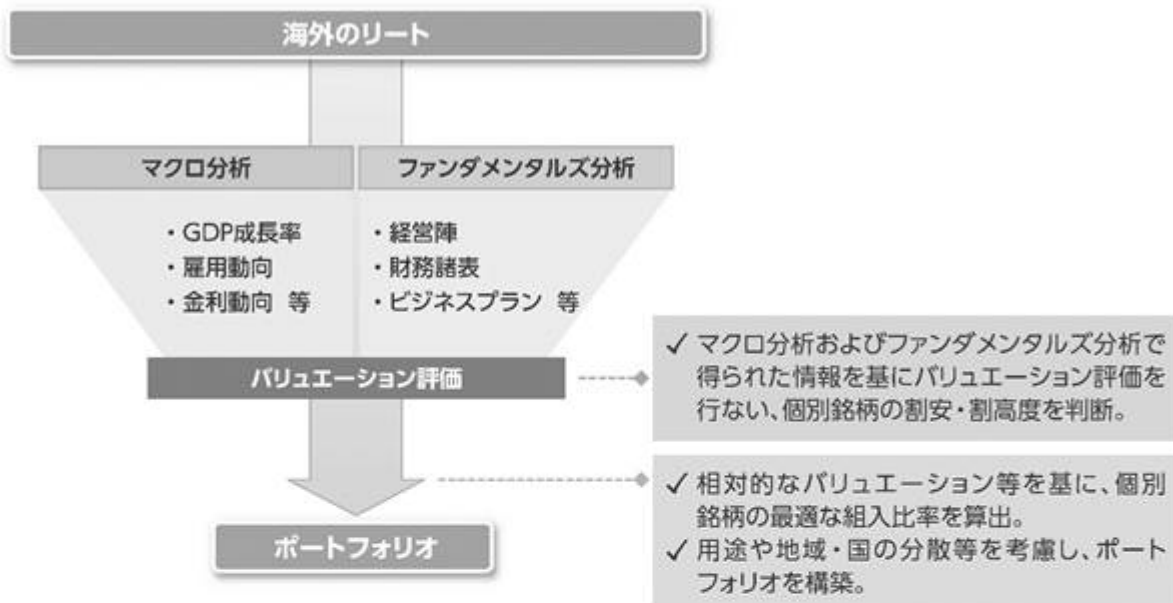 海外のリート
マクロ分析
ファンダメンタルズ分析
・GDP成長率
・雇用動向
・金利動向 等
・経営陣
・財務諸表
・ビジネスプラン 等
バリュエーション評価
✓ マクロ分析およびファンダメンタルズ分析で
得られた情報を基にバリュエーション評価を
行ない、個別銘柄の割安・割高度を判断。
✓ 相対的なバリュエーション等を基に、個別
銘柄の最適な組入比率を算出。
✓ 用途や地域・国の分散等を考慮し、ポート
フォリオを構築。
ポートフォリオ